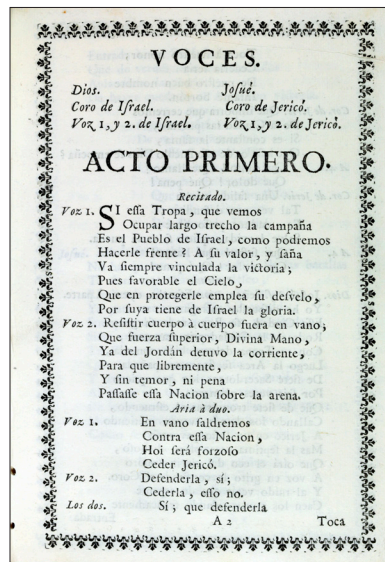 VOCES.
Dios. Josué.
Coro de Iſrael. Coro de Jericò.
Voz 1, y 2. de Iſrael. Voz 1, y 2. de Jericò.
ACTO PRIMERO.
Recitado.
Voz 1. SI eſſa Tropa, que vemos
Ocupar largo trecho la campaña
Es el Pueblo de Iſrael, como podremos
Hacerle frente? A ſu valor, y ſaña
Va ſiempre vinculada la victoria;
Pues favorable el Cielo,
Que en protegerle emplea ſu deſvelo,
Por ſuya tiene de Iſrael la gloria.
Voz 2. Reſiſtir cuerpo à cuerpo fuera en vano;
Que fuerza ſuperior, Divina Mano,
Ya del Jordán detuvo la corriente,
Para que libremente,
Y ſin temor, ni pena
Paſſaſſe eſſa Nacion ſobre la arena.
Aria à duo.
Voz 1. En vano ſaldremos
Contra eſſa Nacion,
Hoi ſerá forzoſo
Ceder Jericó.
Voz 2. Defenderla, sí;
Cederla, eſſo no.
Los dos. Sí; que defenderla
A 2 Toca